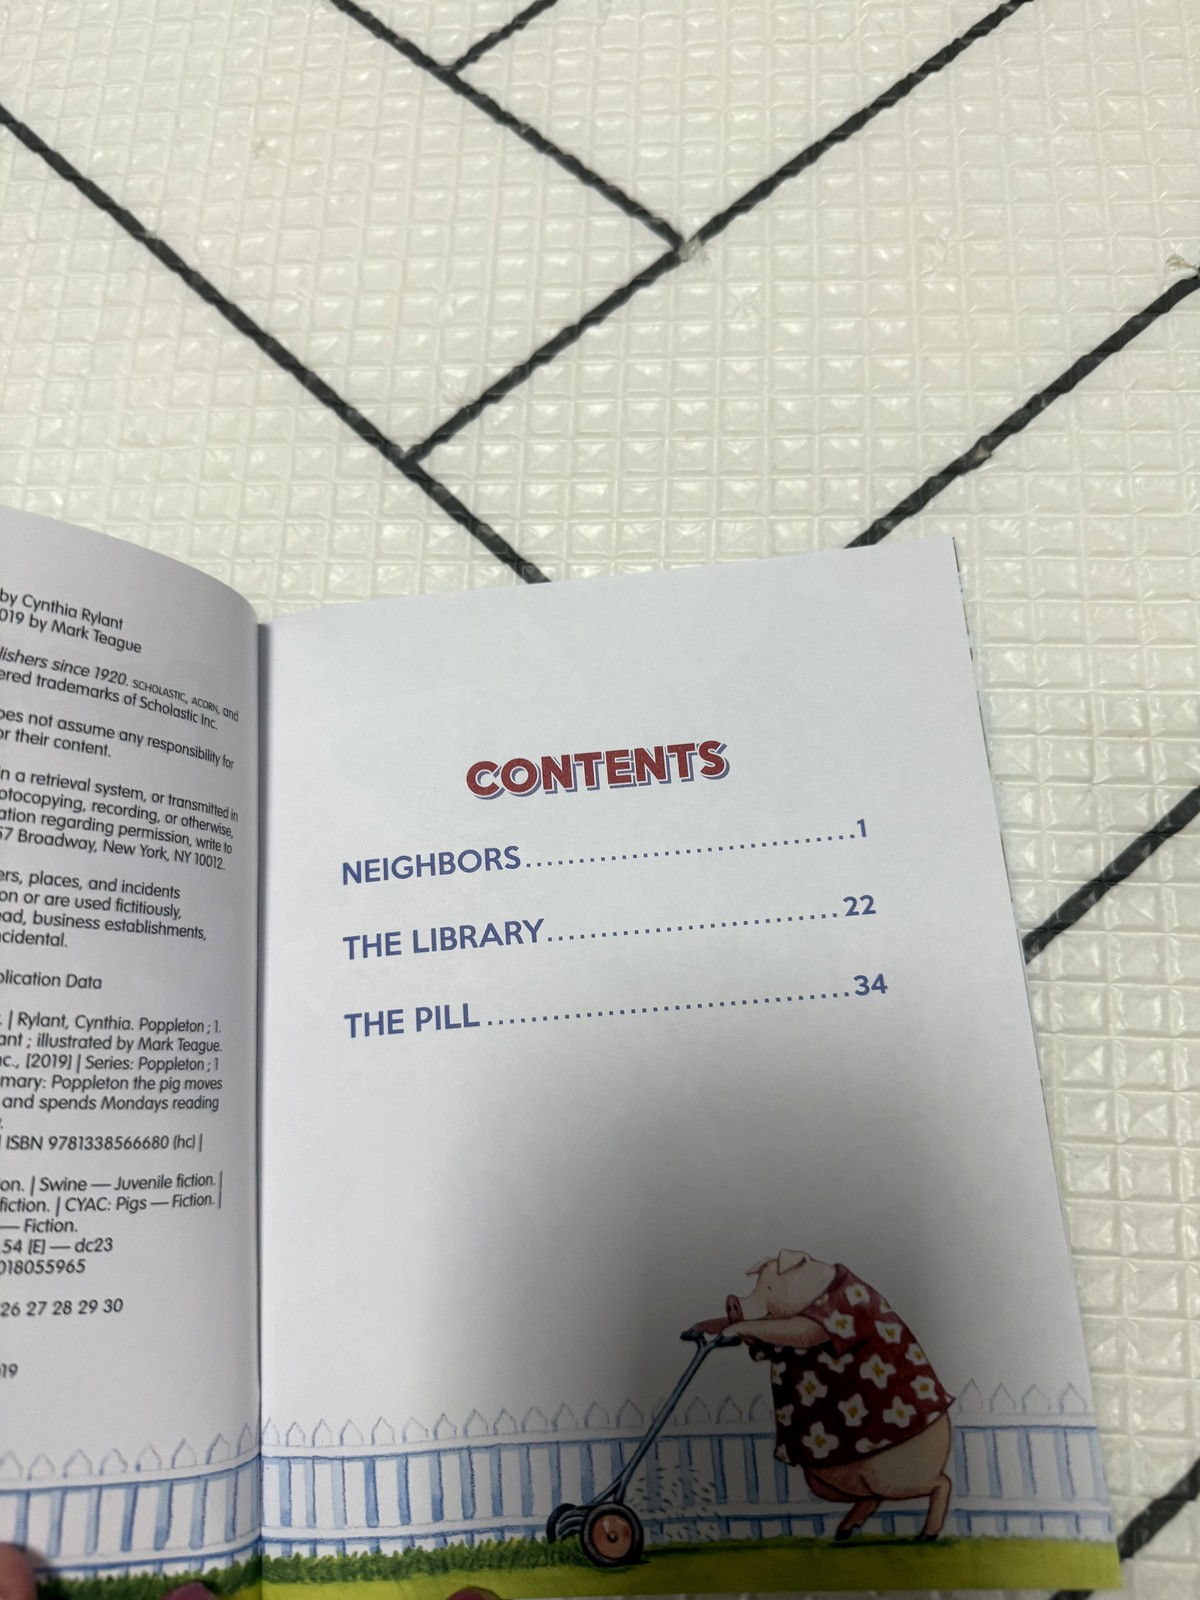 by Cynthia Rylant
019 by Mark Teague
lishers since 1920. SCHOLASTIC, ACORN, and
ered trademarks of Scholastic Inc.
oes not assume any responsibility for
or their content.
in a retrieval system, or transmitted in
otocopying, recording, or otherwise,
ation regarding permission, write to
57 Broadway, New York, NY 10012.
ers, places, and incidents
on or are used fictitiously,
ead, business establishments,
cidental.
blication Data
. | Rylant, Cynthia. Poppleton ; 1.
ant ; illustrated by Mark Teague.
nc., [2019] | Series: Poppleton ; 1
mary: Poppleton the pig moves
and spends Mondays reading
| ISBN 9781338566680 (hc) |
on. | Swine — Juvenile fiction. |
fiction. | CYAC: Pigs — Fiction. |
— Fiction.
54 [E] — dc23
018055965
26 27 28 29 30
19
CONTENTS
NEIGHBORS.................................1
THE LIBRARY.............................22
THE PILL....................................34